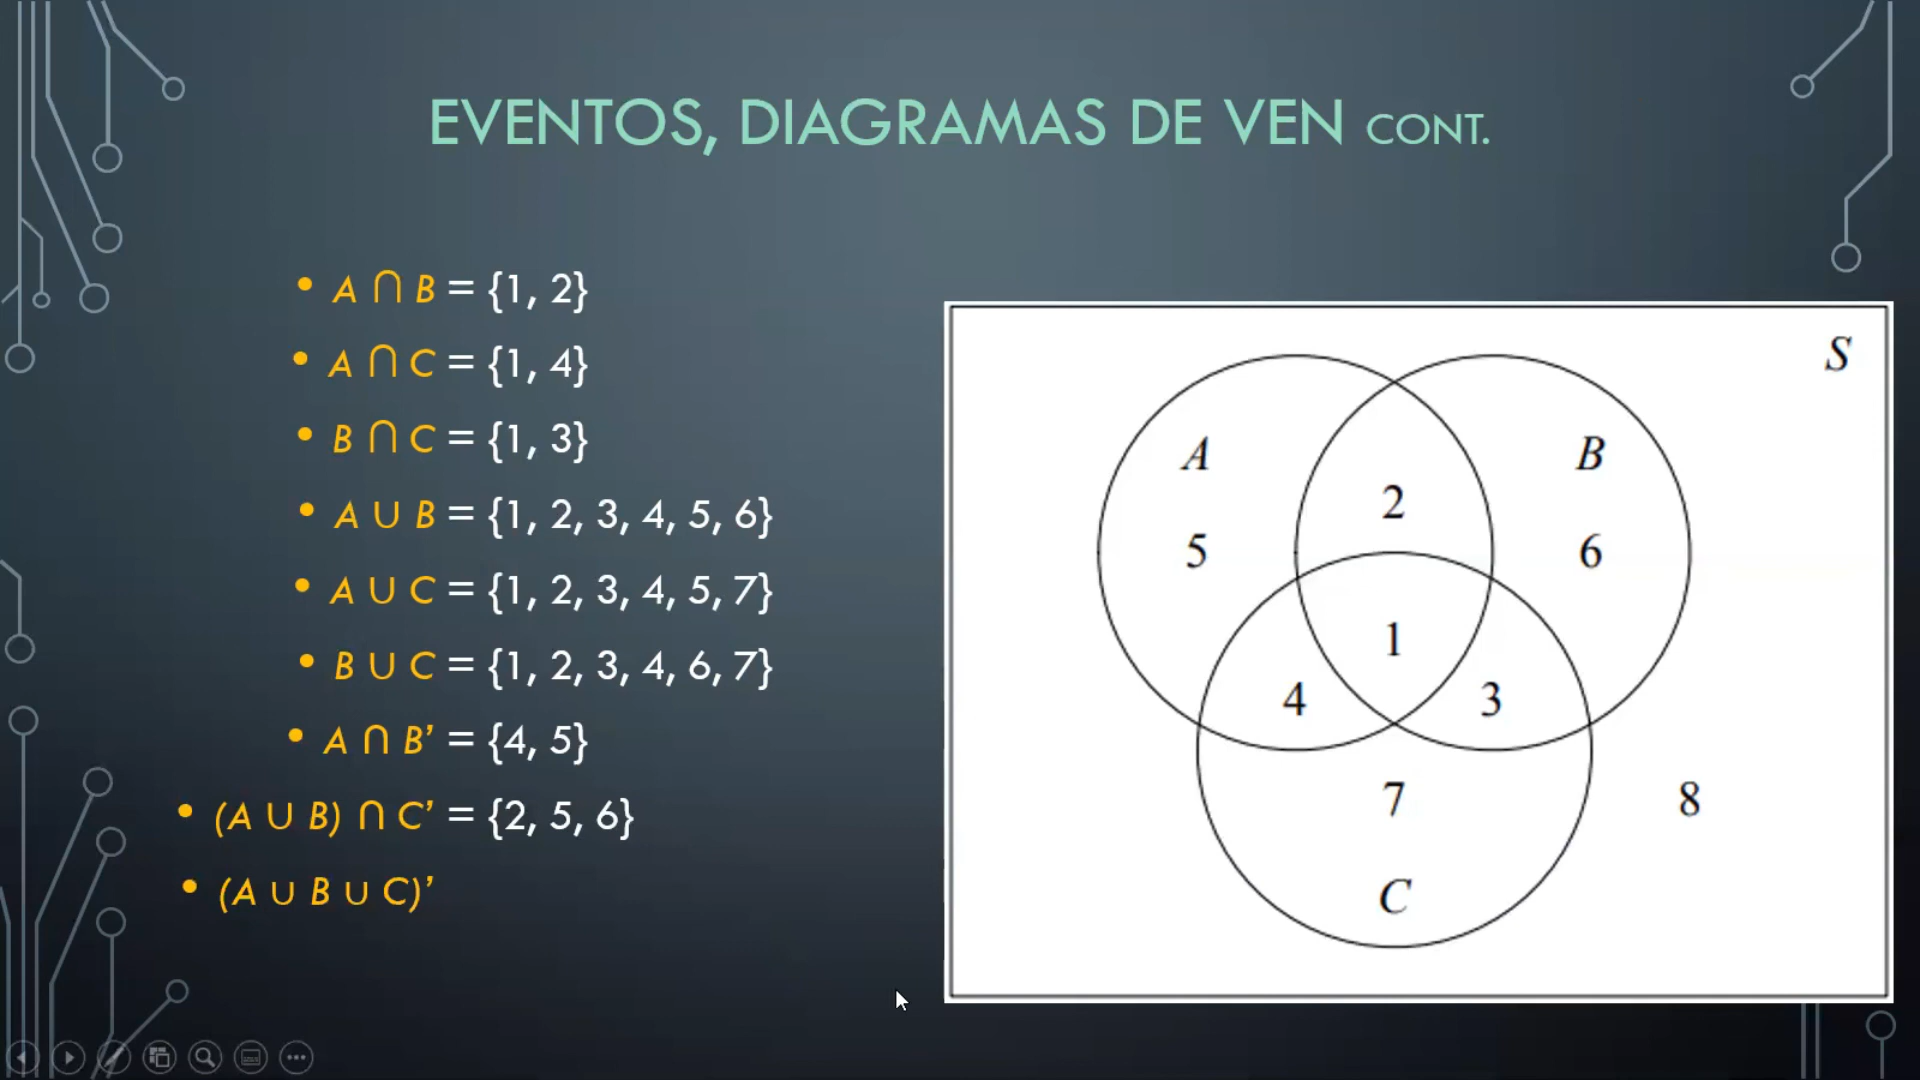 EVENTOS, DIAGRAMAS DE VEN CONT.
• A ∩ B = {1, 2}
• A ∩ C = {1, 4}
• B ∩ C = {1, 3}
• A ∪ B = {1, 2, 3, 4, 5, 6}
• A ∪ C = {1, 2, 3, 4, 5, 7}
• B ∪ C = {1, 2, 3, 4, 6, 7}
• A ∩ B’ = {4, 5}
• (A ∪ B) ∩ C’ = {2, 5, 6}
• (A ∪ B ∪ C)’
S
A
B
2
5
6
1
4
3
7
8
C